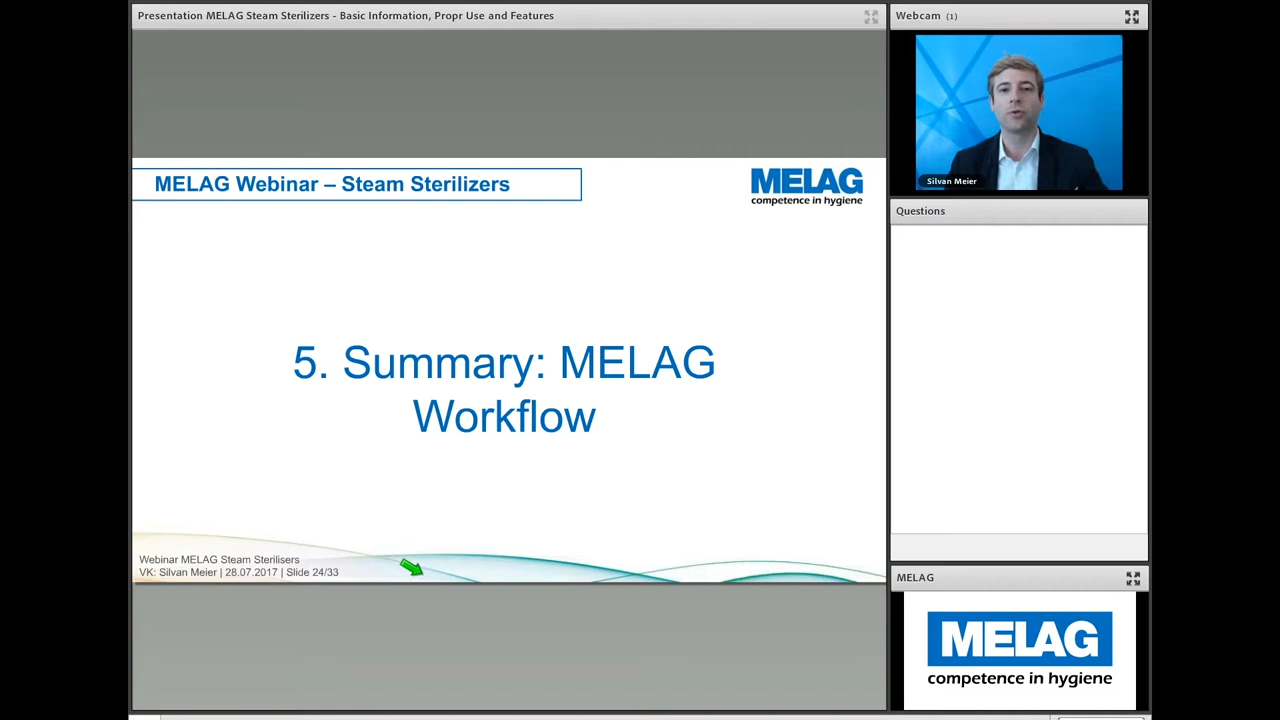 Presentation MELAG Steam Sterilizers - Basic Information, Propr Use and Features
Webcam (1)
Silvan Meier
MELAG Webinar – Steam Sterilizers
MELAG
competence in hygiene
Questions
5. Summary: MELAG
Workflow
Webinar MELAG Steam Sterilisers
VK: Silvan Meier | 28.07.2017 | Slide 24/33
MELAG
MELAG
competence in hygiene